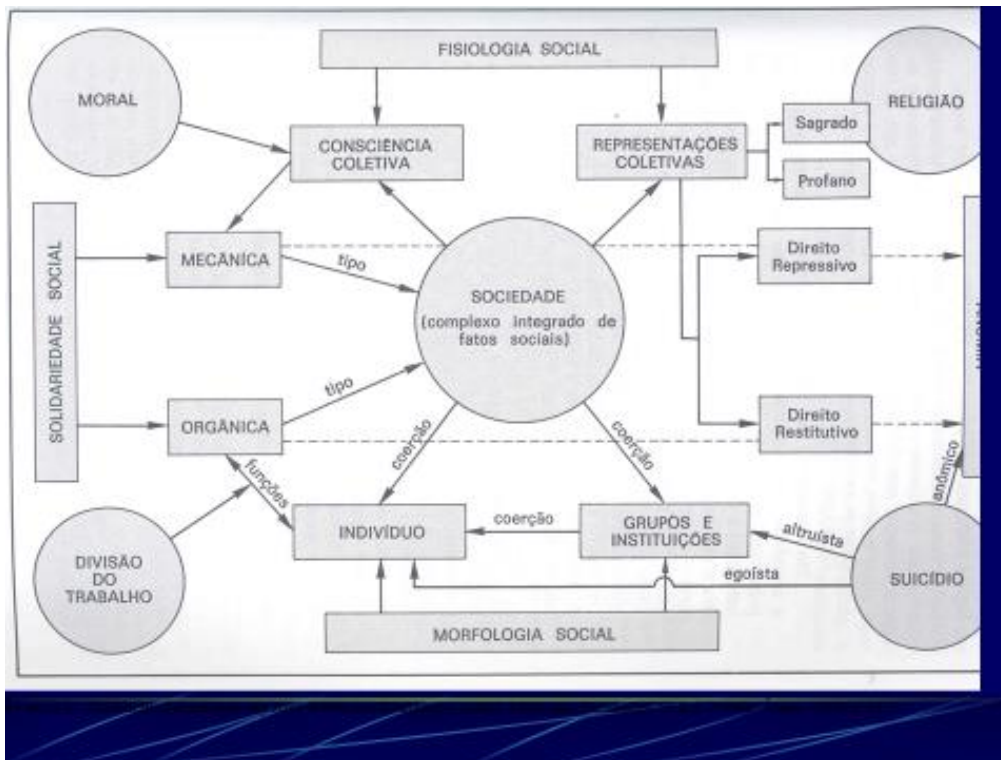 FISIOLOGIA SOCIAL
MORAL
RELIGIÃO
CONSCIÊNCIA
COLETIVA
REPRESENTAÇÕES
COLETIVAS
Sagrado
Profano
SOLIDARIEDADE SOCIAL
MECÂNICA
tipo
SOCIEDADE
(complexo integrado de
fatos sociais)
Direito
Repressivo
tipo
ORGÂNICA
Direito
Restitutivo
coerção
coerção
funções
anômico
INDIVÍDUO
coerção
GRUPOS E
INSTITUIÇÕES
altruísta
egoísta
DIVISÃO
DO
TRABALHO
SUICÍDIO
MORFOLOGIA SOCIAL